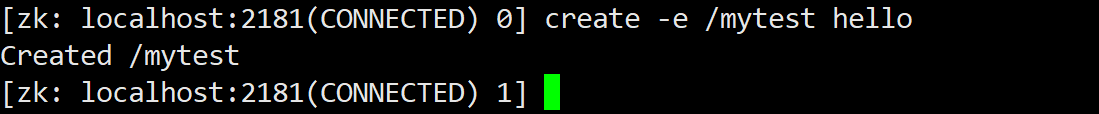 [zk: localhost:2181(CONNECTED) 0] create -e /mytest hello
Created /mytest
[zk: localhost:2181(CONNECTED) 1]